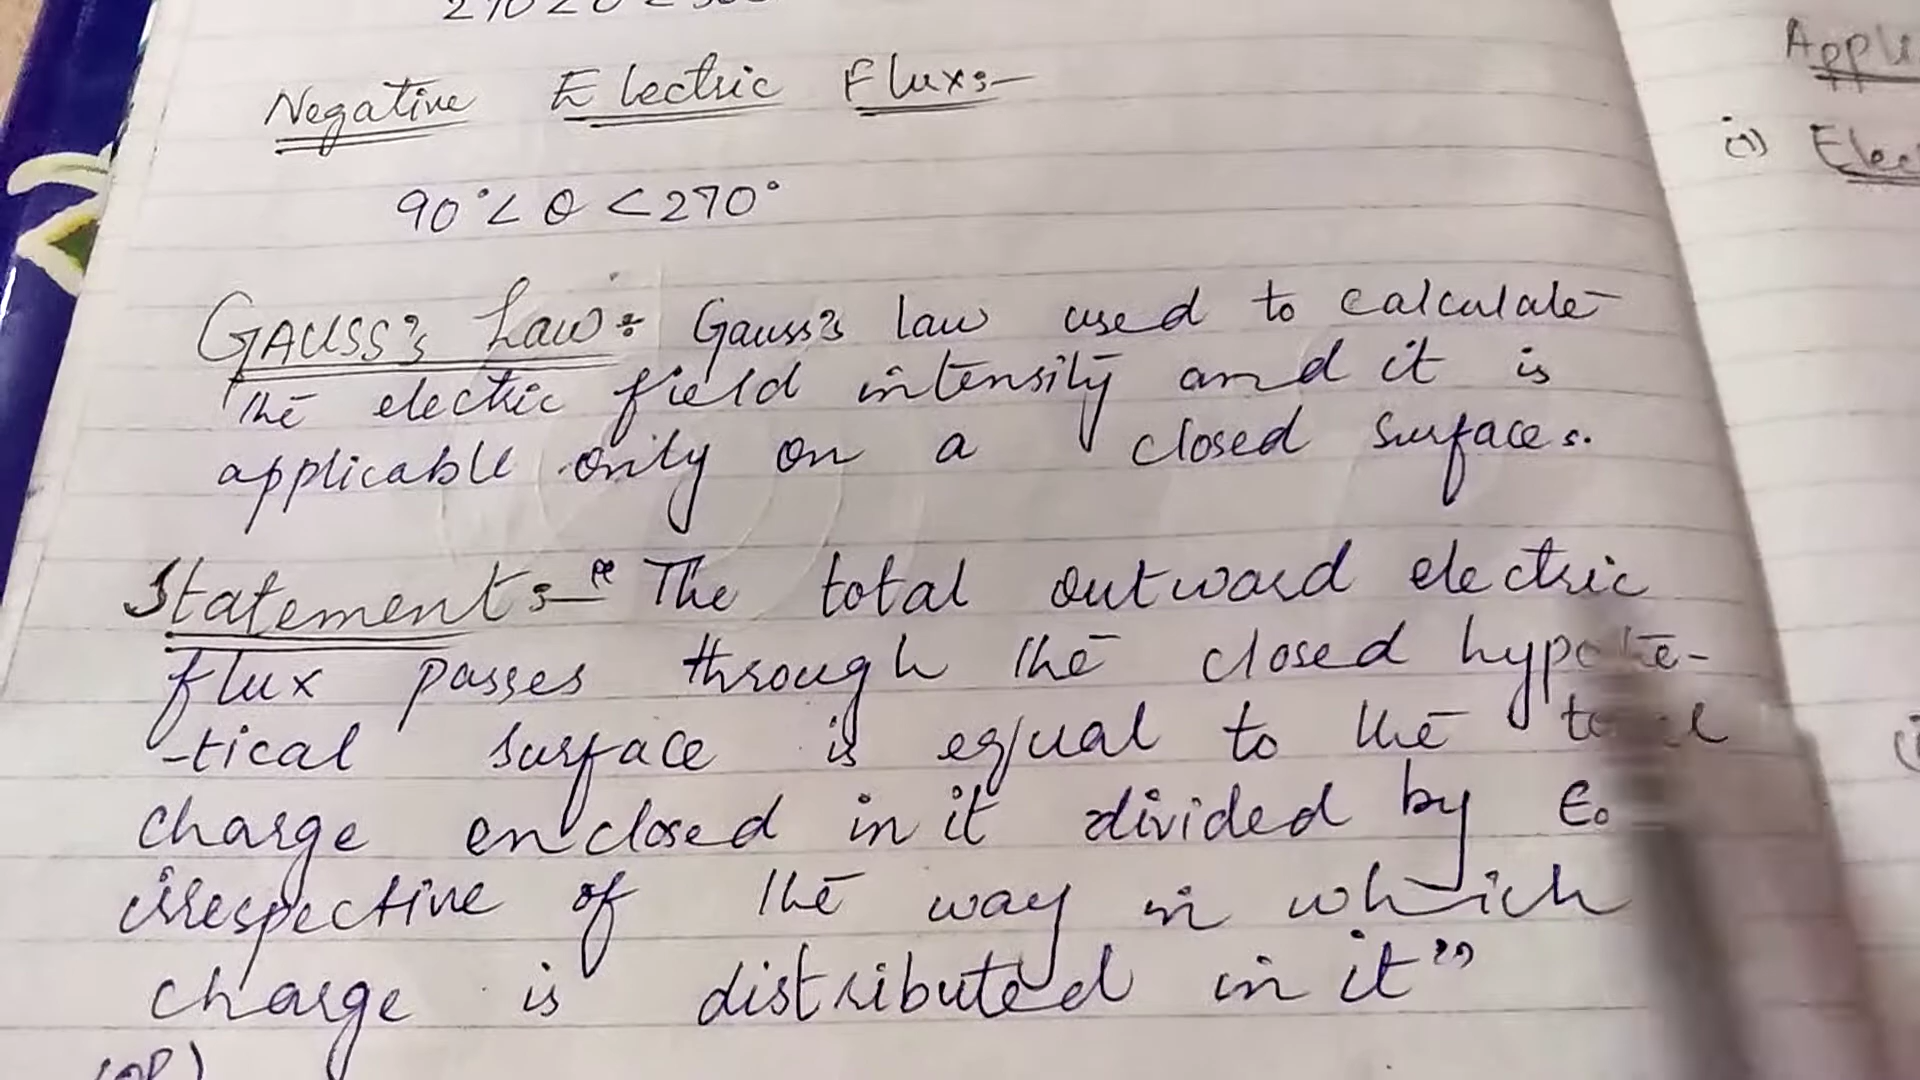 Negative Electric Flux:-
90° < θ < 270°
GAUSS's Law: Gauss's law used to calculate
the electric field intensity and it is
applicable only on a closed surfaces.
Statement:- "The total outward electric
flux passes through the closed hypothe-
-tical surface is equal to the total
charge enclosed in it divided by ε₀
irrespective of the way in which
charge is distributed in it"
(OR)